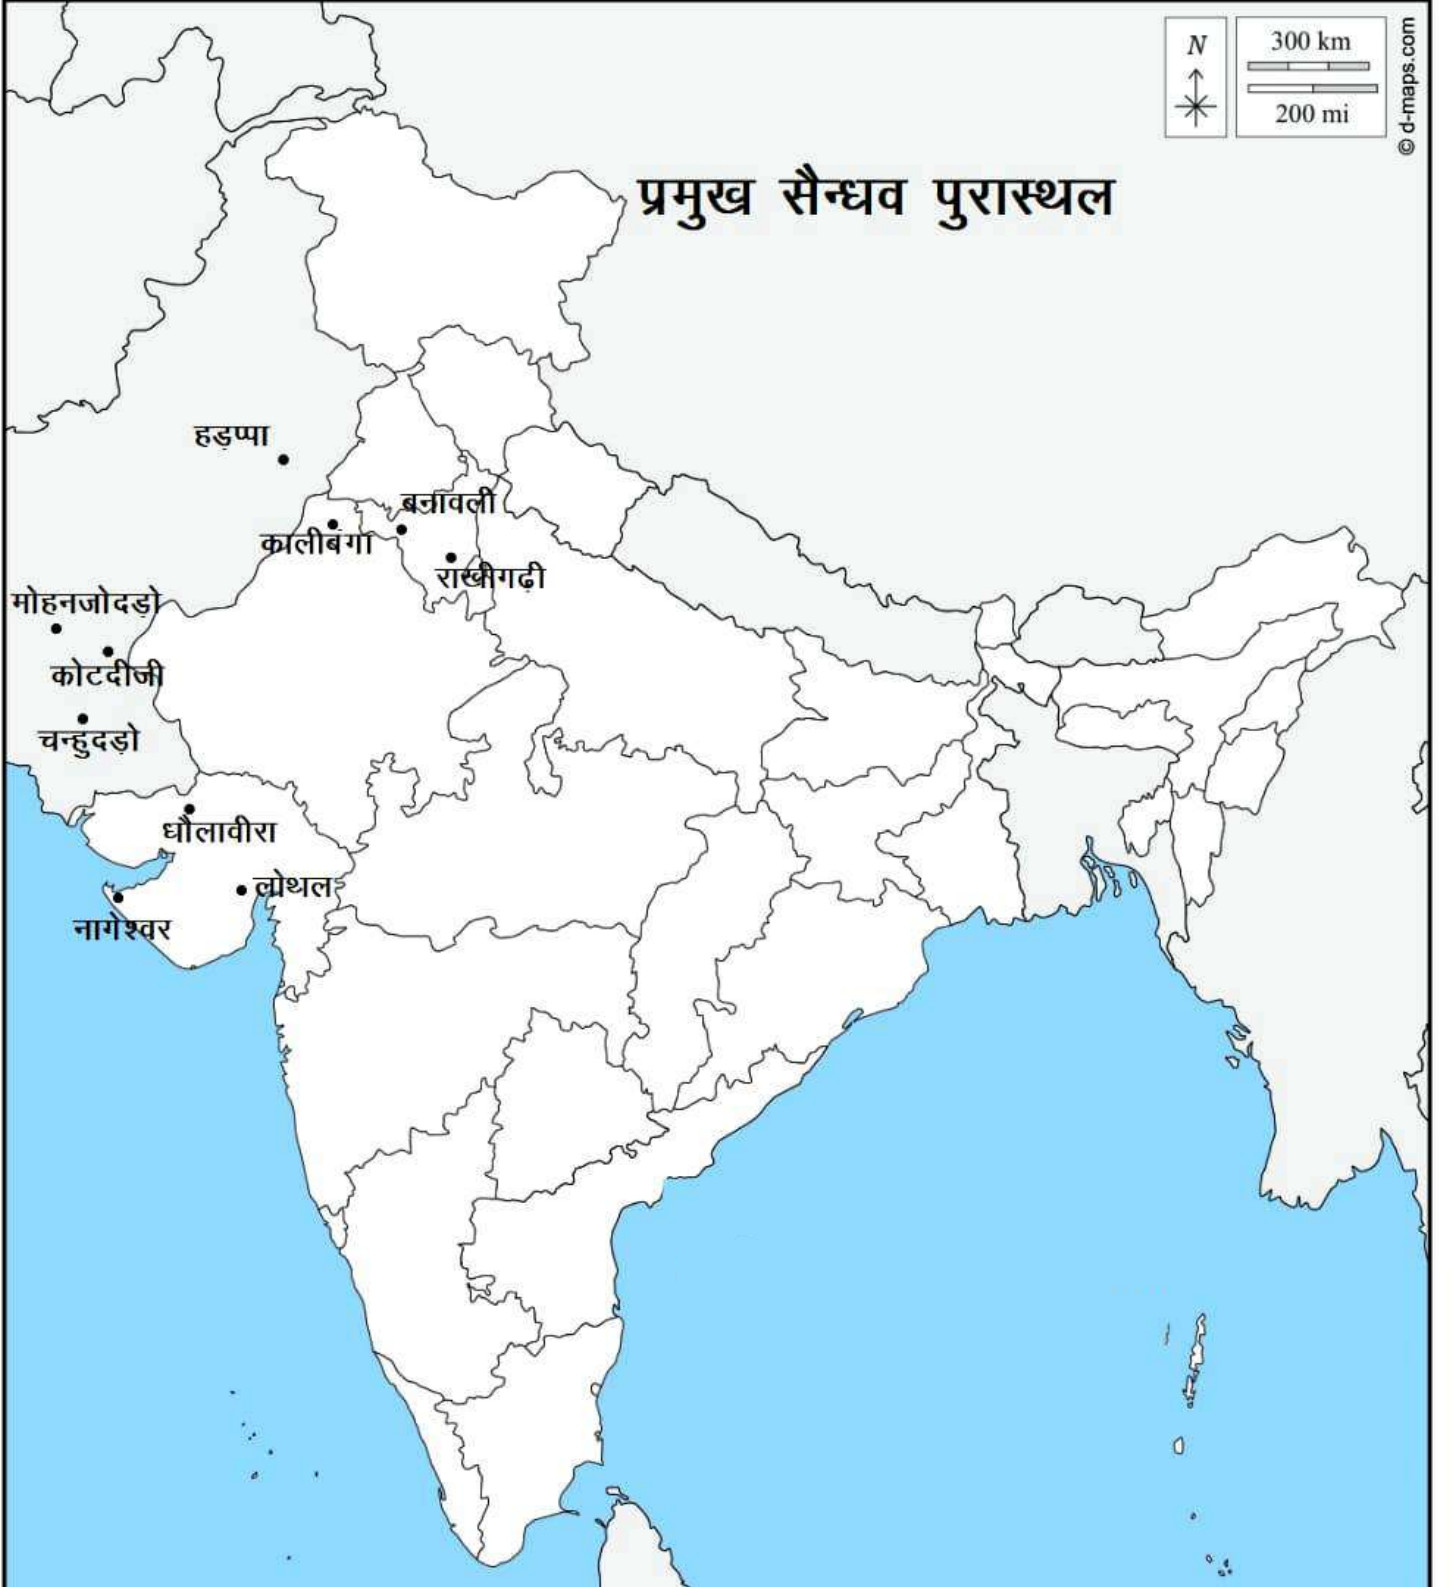 N
300 km
200 mi
© d-maps.com
प्रमुख सैन्धव पुरास्थल
हड़प्पा
बनावली
कालीबंगा
राखीगढ़ी
मोहनजोदड़ो
कोटदीजी
चन्हुदड़ो
धौलावीरा
लोथल
नागेश्वर